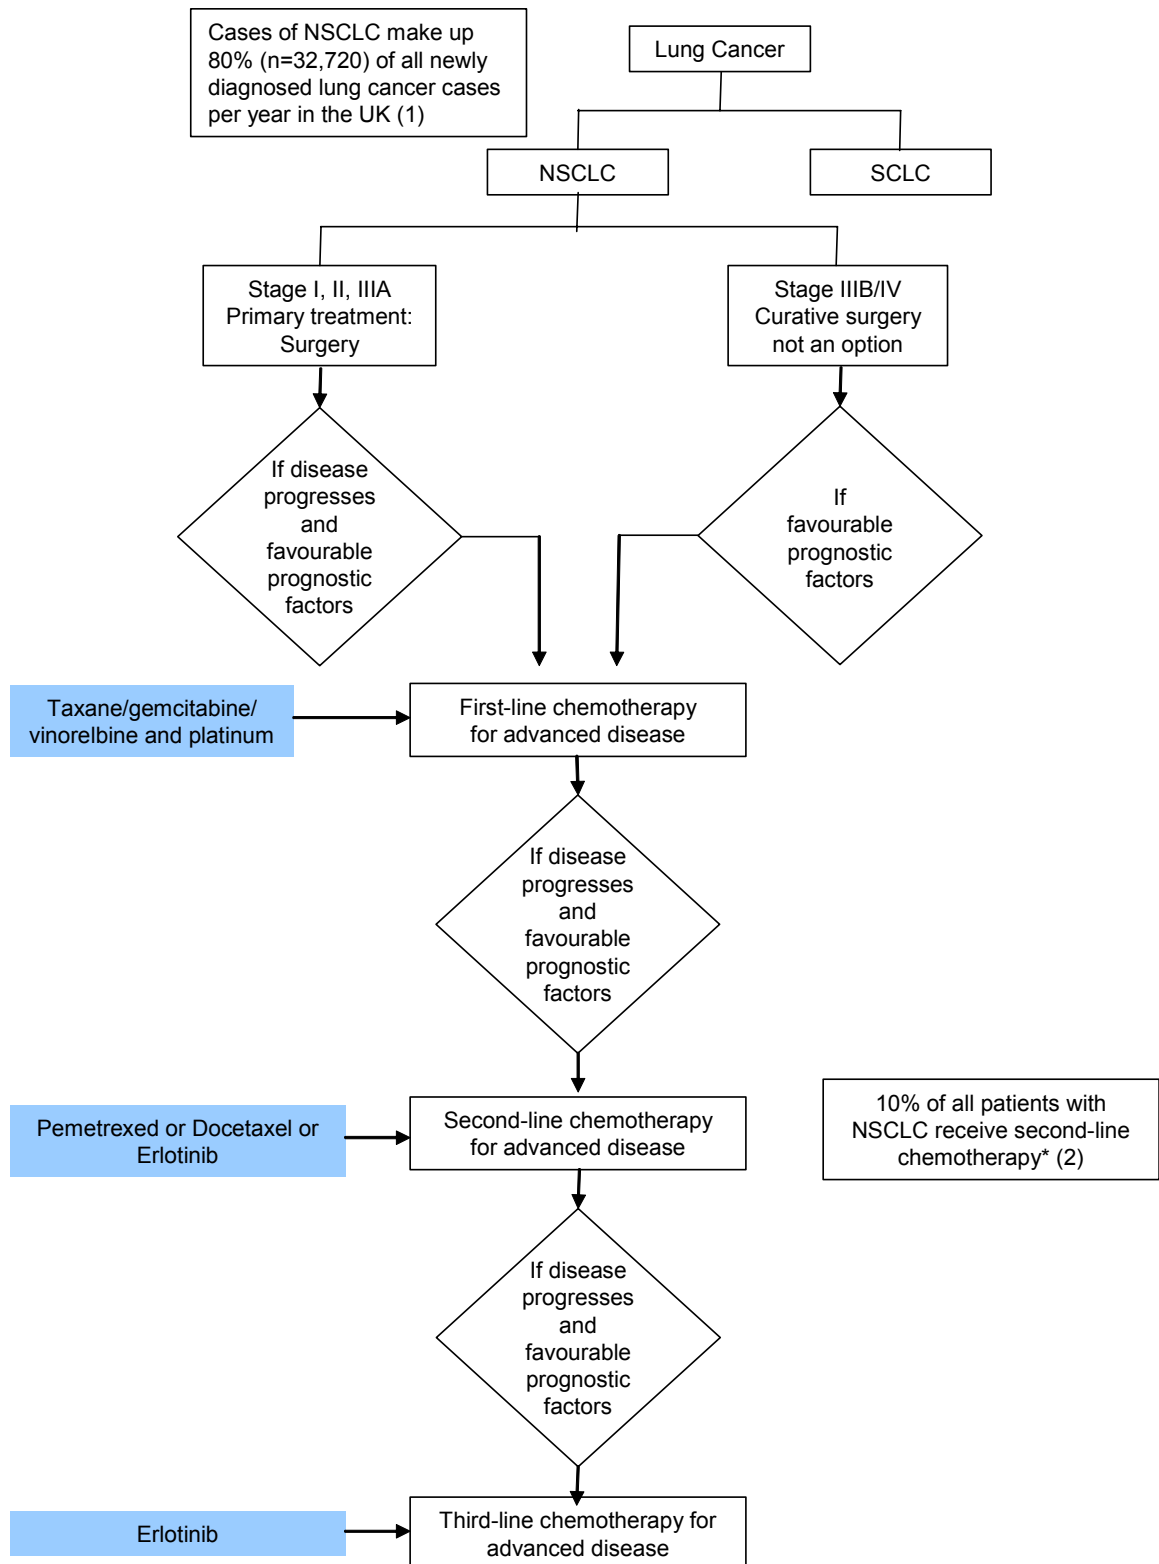 Cases of NSCLC make up
80% (n=32,720) of all newly
diagnosed lung cancer cases
per year in the UK (1)
Lung Cancer
NSCLC
SCLC
Stage I, II, IIIA
Primary treatment:
Surgery
Stage IIIB/IV
Curative surgery
not an option
If disease
progresses
and
favourable
prognostic
factors
If
favourable
prognostic
factors
Taxane/gemcitabine/
vinorelbine and platinum
First-line chemotherapy
for advanced disease
If disease
progresses
and
favourable
prognostic
factors
Pemetrexed or Docetaxel or
Erlotinib
Second-line chemotherapy
for advanced disease
10% of all patients with
NSCLC receive second-line
chemotherapy* (2)
If disease
progresses
and
favourable
prognostic
factors
Erlotinib
Third-line chemotherapy for
advanced disease